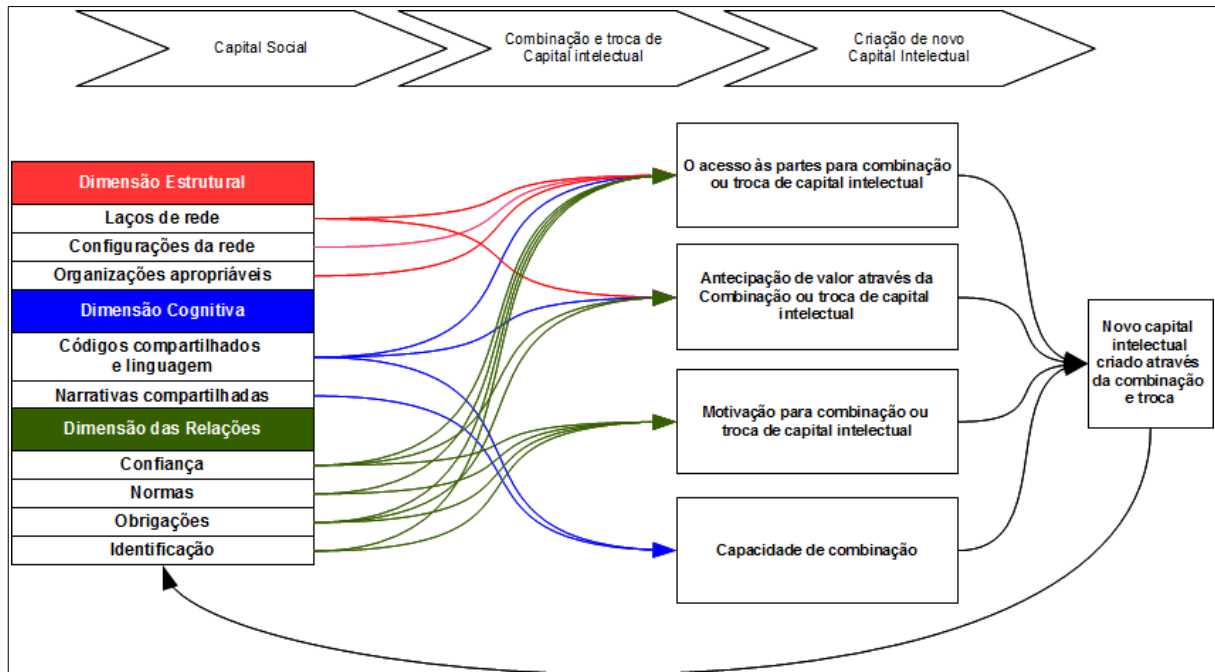 Capital Social
Combinação e troca de
Capital intelectual
Criação de novo
Capital Intelectual
Dimensão Estrutural
Laços de rede
Configurações da rede
Organizações apropriáveis
Dimensão Cognitiva
Códigos compartilhados
e linguagem
Narrativas compartilhadas
Dimensão das Relações
Confiança
Normas
Obrigações
Identificação
O acesso às partes para combinação
ou troca de capital intelectual
Antecipação de valor através da
Combinação ou troca de capital
intelectual
Motivação para combinação ou
troca de capital intelectual
Capacidade de combinação
Novo capital
intelectual
criado através
da combinação
e troca